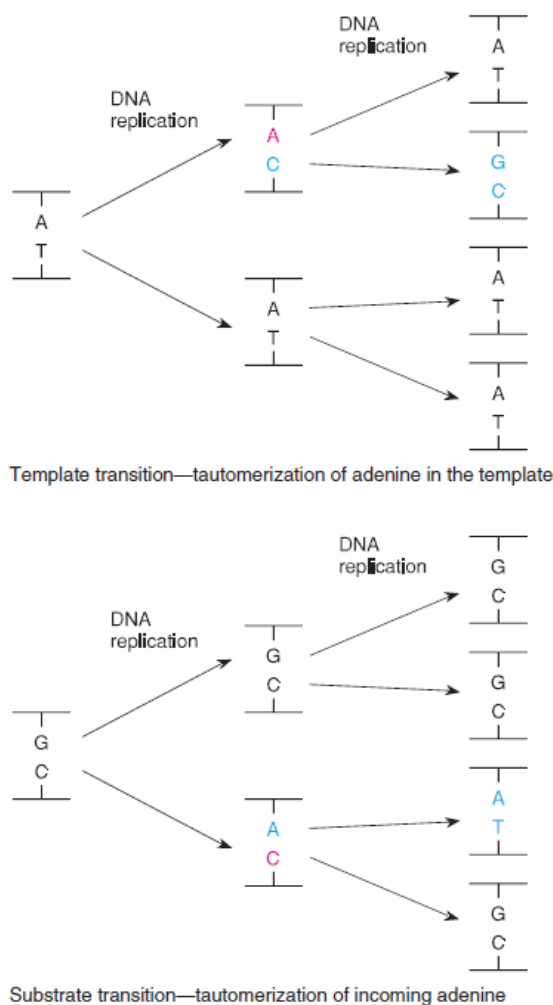 DNA
replication
A
T
DNA
replication
A
C
G
C
A
T
A
T
A
T
A
T
Template transition—tautomerization of adenine in the template
DNA
replication
G
C
DNA
replication
G
C
G
C
G
C
A
T
A
C
G
C
Substrate transition—tautomerization of incoming adenine